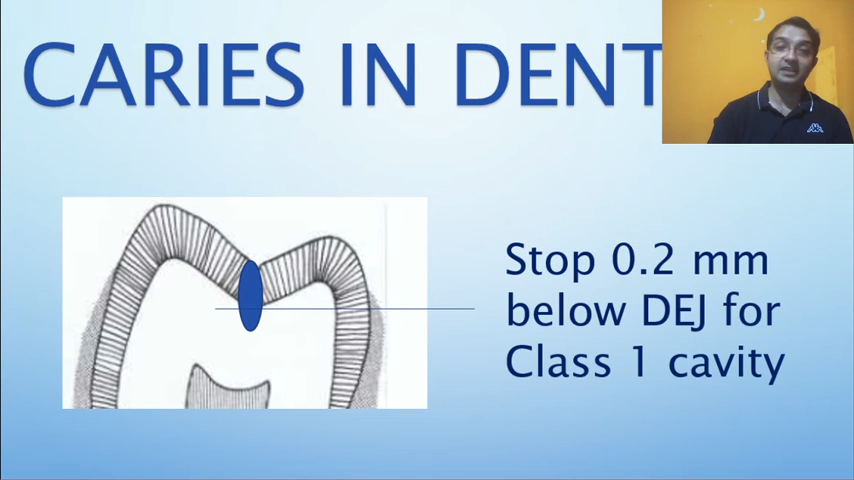 CARIES IN DENT
Stop 0.2 mm
below DEJ for
Class 1 cavity